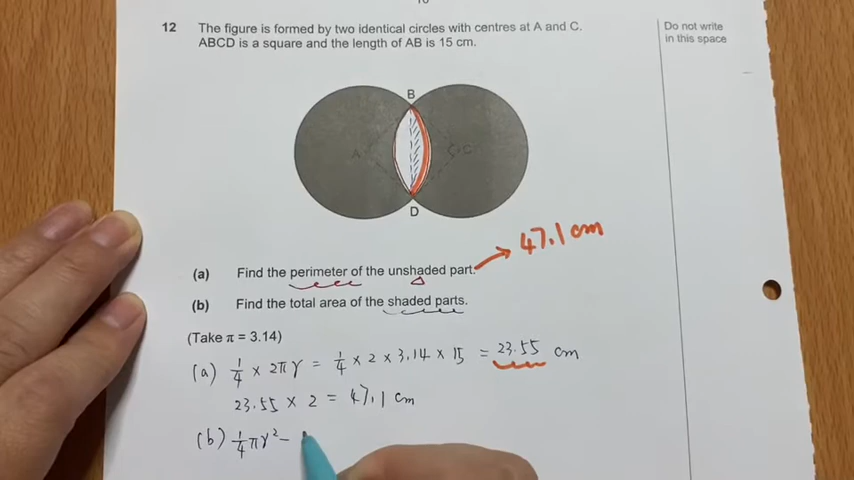 12 The figure is formed by two identical circles with centres at A and C.
ABCD is a square and the length of AB is 15 cm.
Do not write
in this space
B
A
C
D
47.1 cm
(a) Find the perimeter of the unshaded part.
(b) Find the total area of the shaded parts.
(Take π = 3.14)
(a) 1/4 × 2πr = 1/4 × 2 × 3.14 × 15 = 23.55 cm
23.55 × 2 = 47.1 cm
(b) 1/4 πr² −